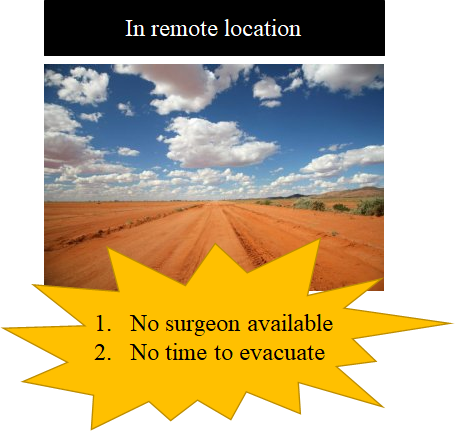 In remote location
1. No surgeon available
2. No time to evacuate